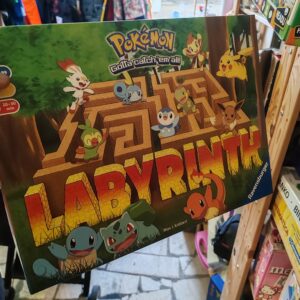 POKéMON
Gotta catch 'em all!
LABYRINTH
Ravensburger